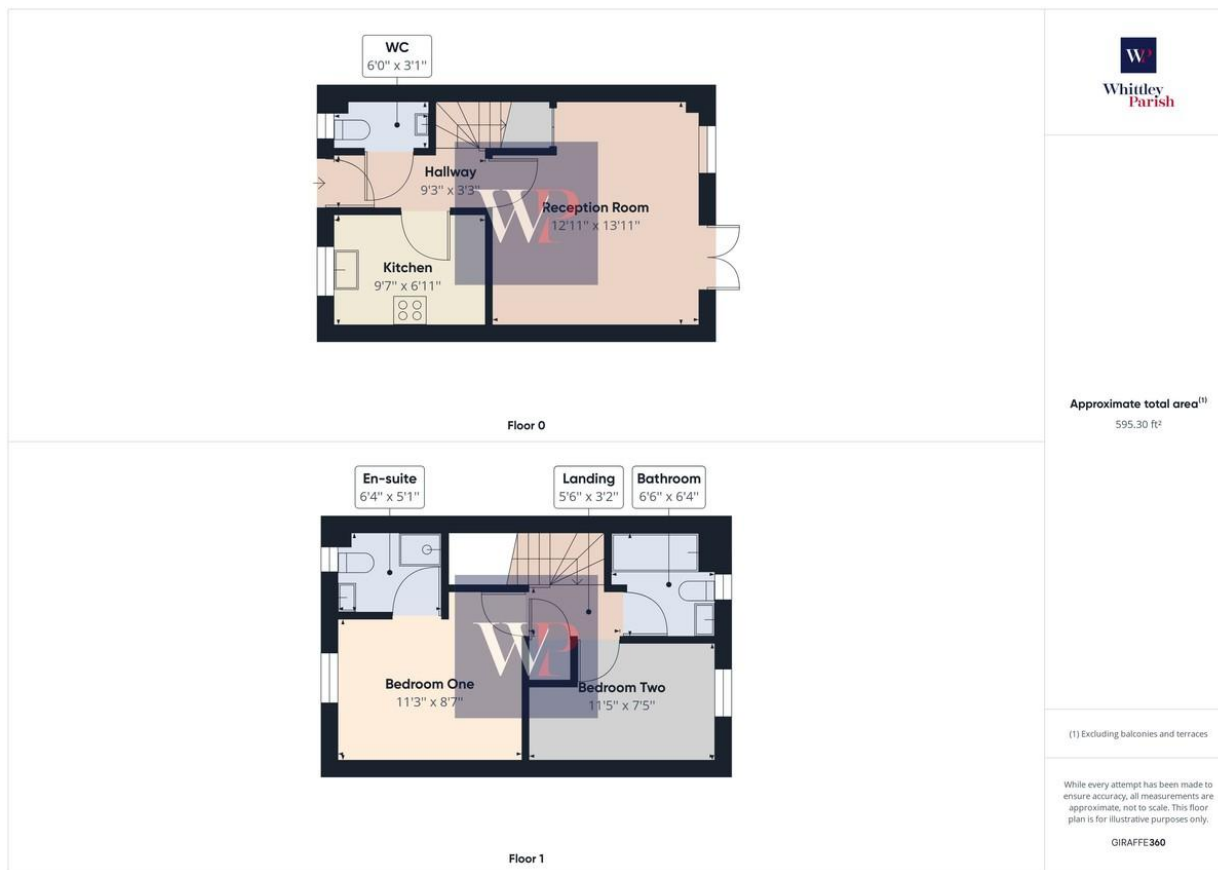 WC
6'0" x 3'1"
Hallway
9'3" x 3'3"
WP
Reception Room
12'11" x 13'11"
Kitchen
9'7" x 6'11"
Floor 0
En-suite
6'4" x 5'1"
Landing
5'6" x 3'2"
Bathroom
6'6" x 6'4"
WP
Bedroom One
11'3" x 8'7"
Bedroom Two
11'5" x 7'5"
Floor 1
WP
Whittley
Parish
Approximate total area(1)
595.30 ft²
(1) Excluding balconies and terraces
While every attempt has been made to
ensure accuracy, all measurements are
approximate, not to scale. This floor
plan is for illustrative purposes only.
GIRAFFE360